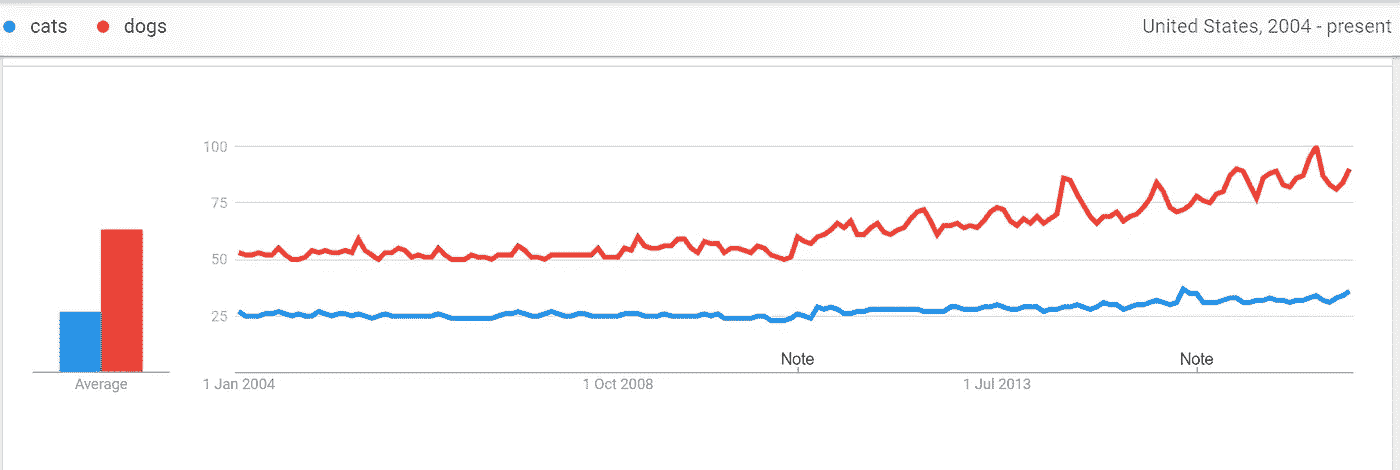 cats dogs United States, 2004 - present
100
75
50
25
Note Note
Average 1 Jan 2004 1 Oct 2008 1 Jul 2013